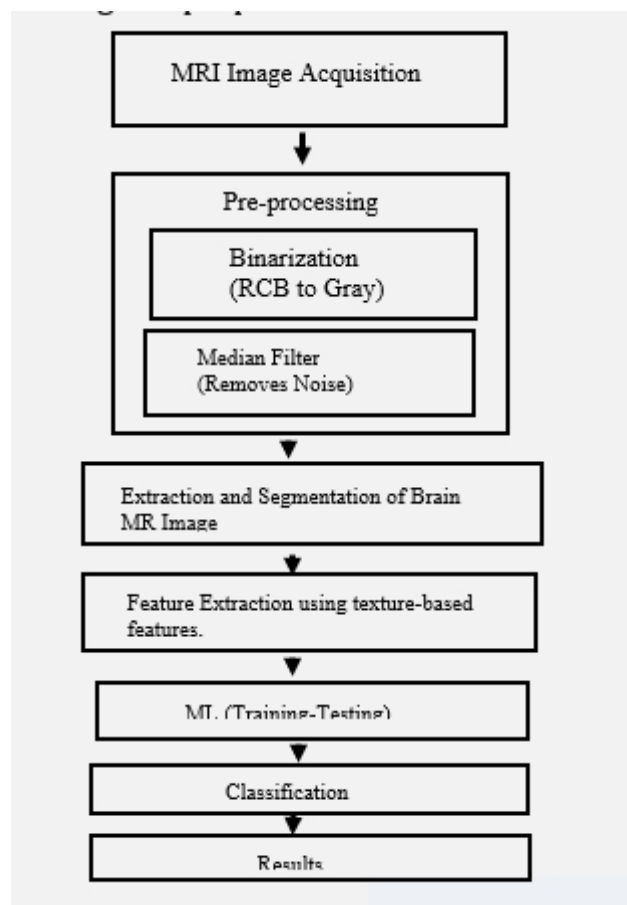 MRI Image Acquisition
Pre-processing
Binarization
(RCB to Gray)
Median Filter
(Removes Noise)
Extraction and Segmentation of Brain
MR Image
Feature Extraction using texture-based
features.
ML (Training-Testing)
Classification
Results